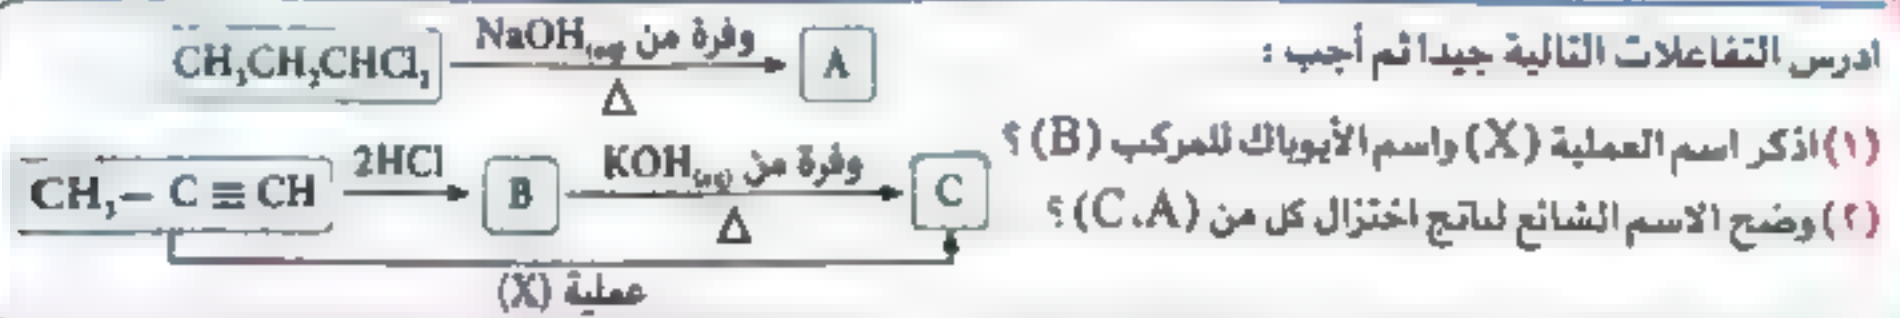 ادرس التفاعلات التالية جيدا ثم أجب :
CH₃CH₂CHCl₂ وفرة من NaOH(aq) Δ A
(١) اذكر اسم العملية (X) واسم الأيوباك للمركب (B) ؟
CH₃ – C ≡ CH 2HCl B وفرة من KOH(aq) Δ C
(٢) وضح الاسم الشائع لناتج اختزال كل من (C،A) ؟
عملية (X)